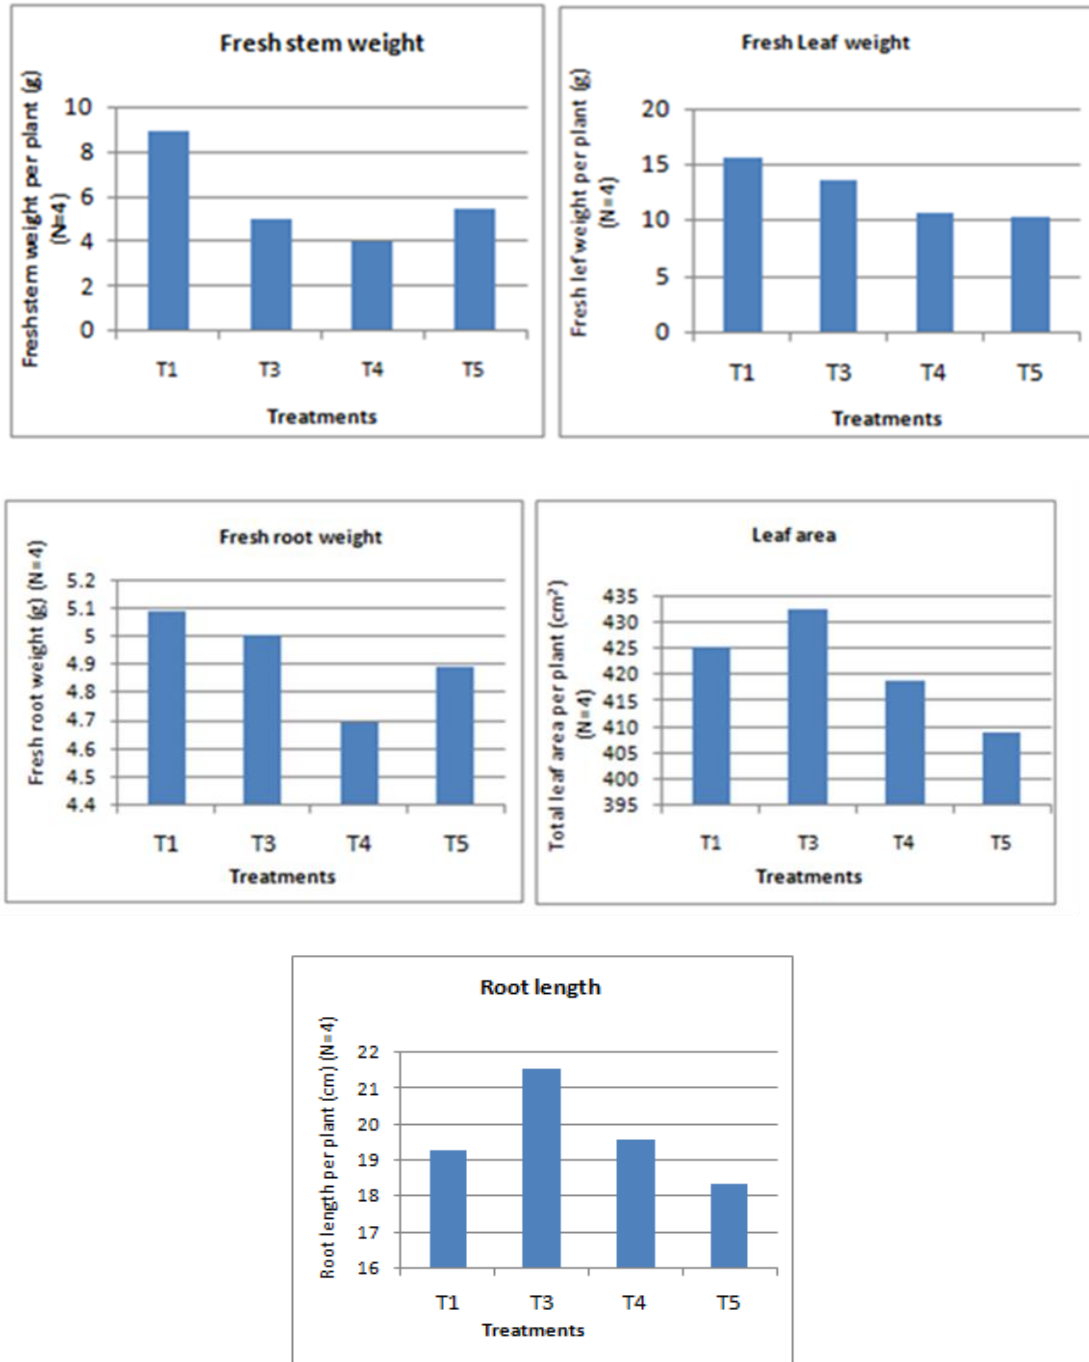 Fresh stem weight
Fresh stem weight per plant (g)
(N=4)
10
8
6
4
2
0
T1 T3 T4 T5
Treatments
Fresh Leaf weight
Fresh lef weight per plant (g)
(N=4)
20
15
10
5
0
T1 T3 T4 T5
Treatments
Fresh root weight
Fresh root weight (g) (N=4)
5.2
5.1
5
4.9
4.8
4.7
4.6
4.5
4.4
T1 T3 T4 T5
Treatments
Leaf area
Total leaf area per plant (cm²)
(N=4)
435
430
425
420
415
410
405
400
395
T1 T3 T4 T5
Treatments
Root length
Root length per plant (cm) (N=4)
22
21
20
19
18
17
16
T1 T3 T4 T5
Treatments